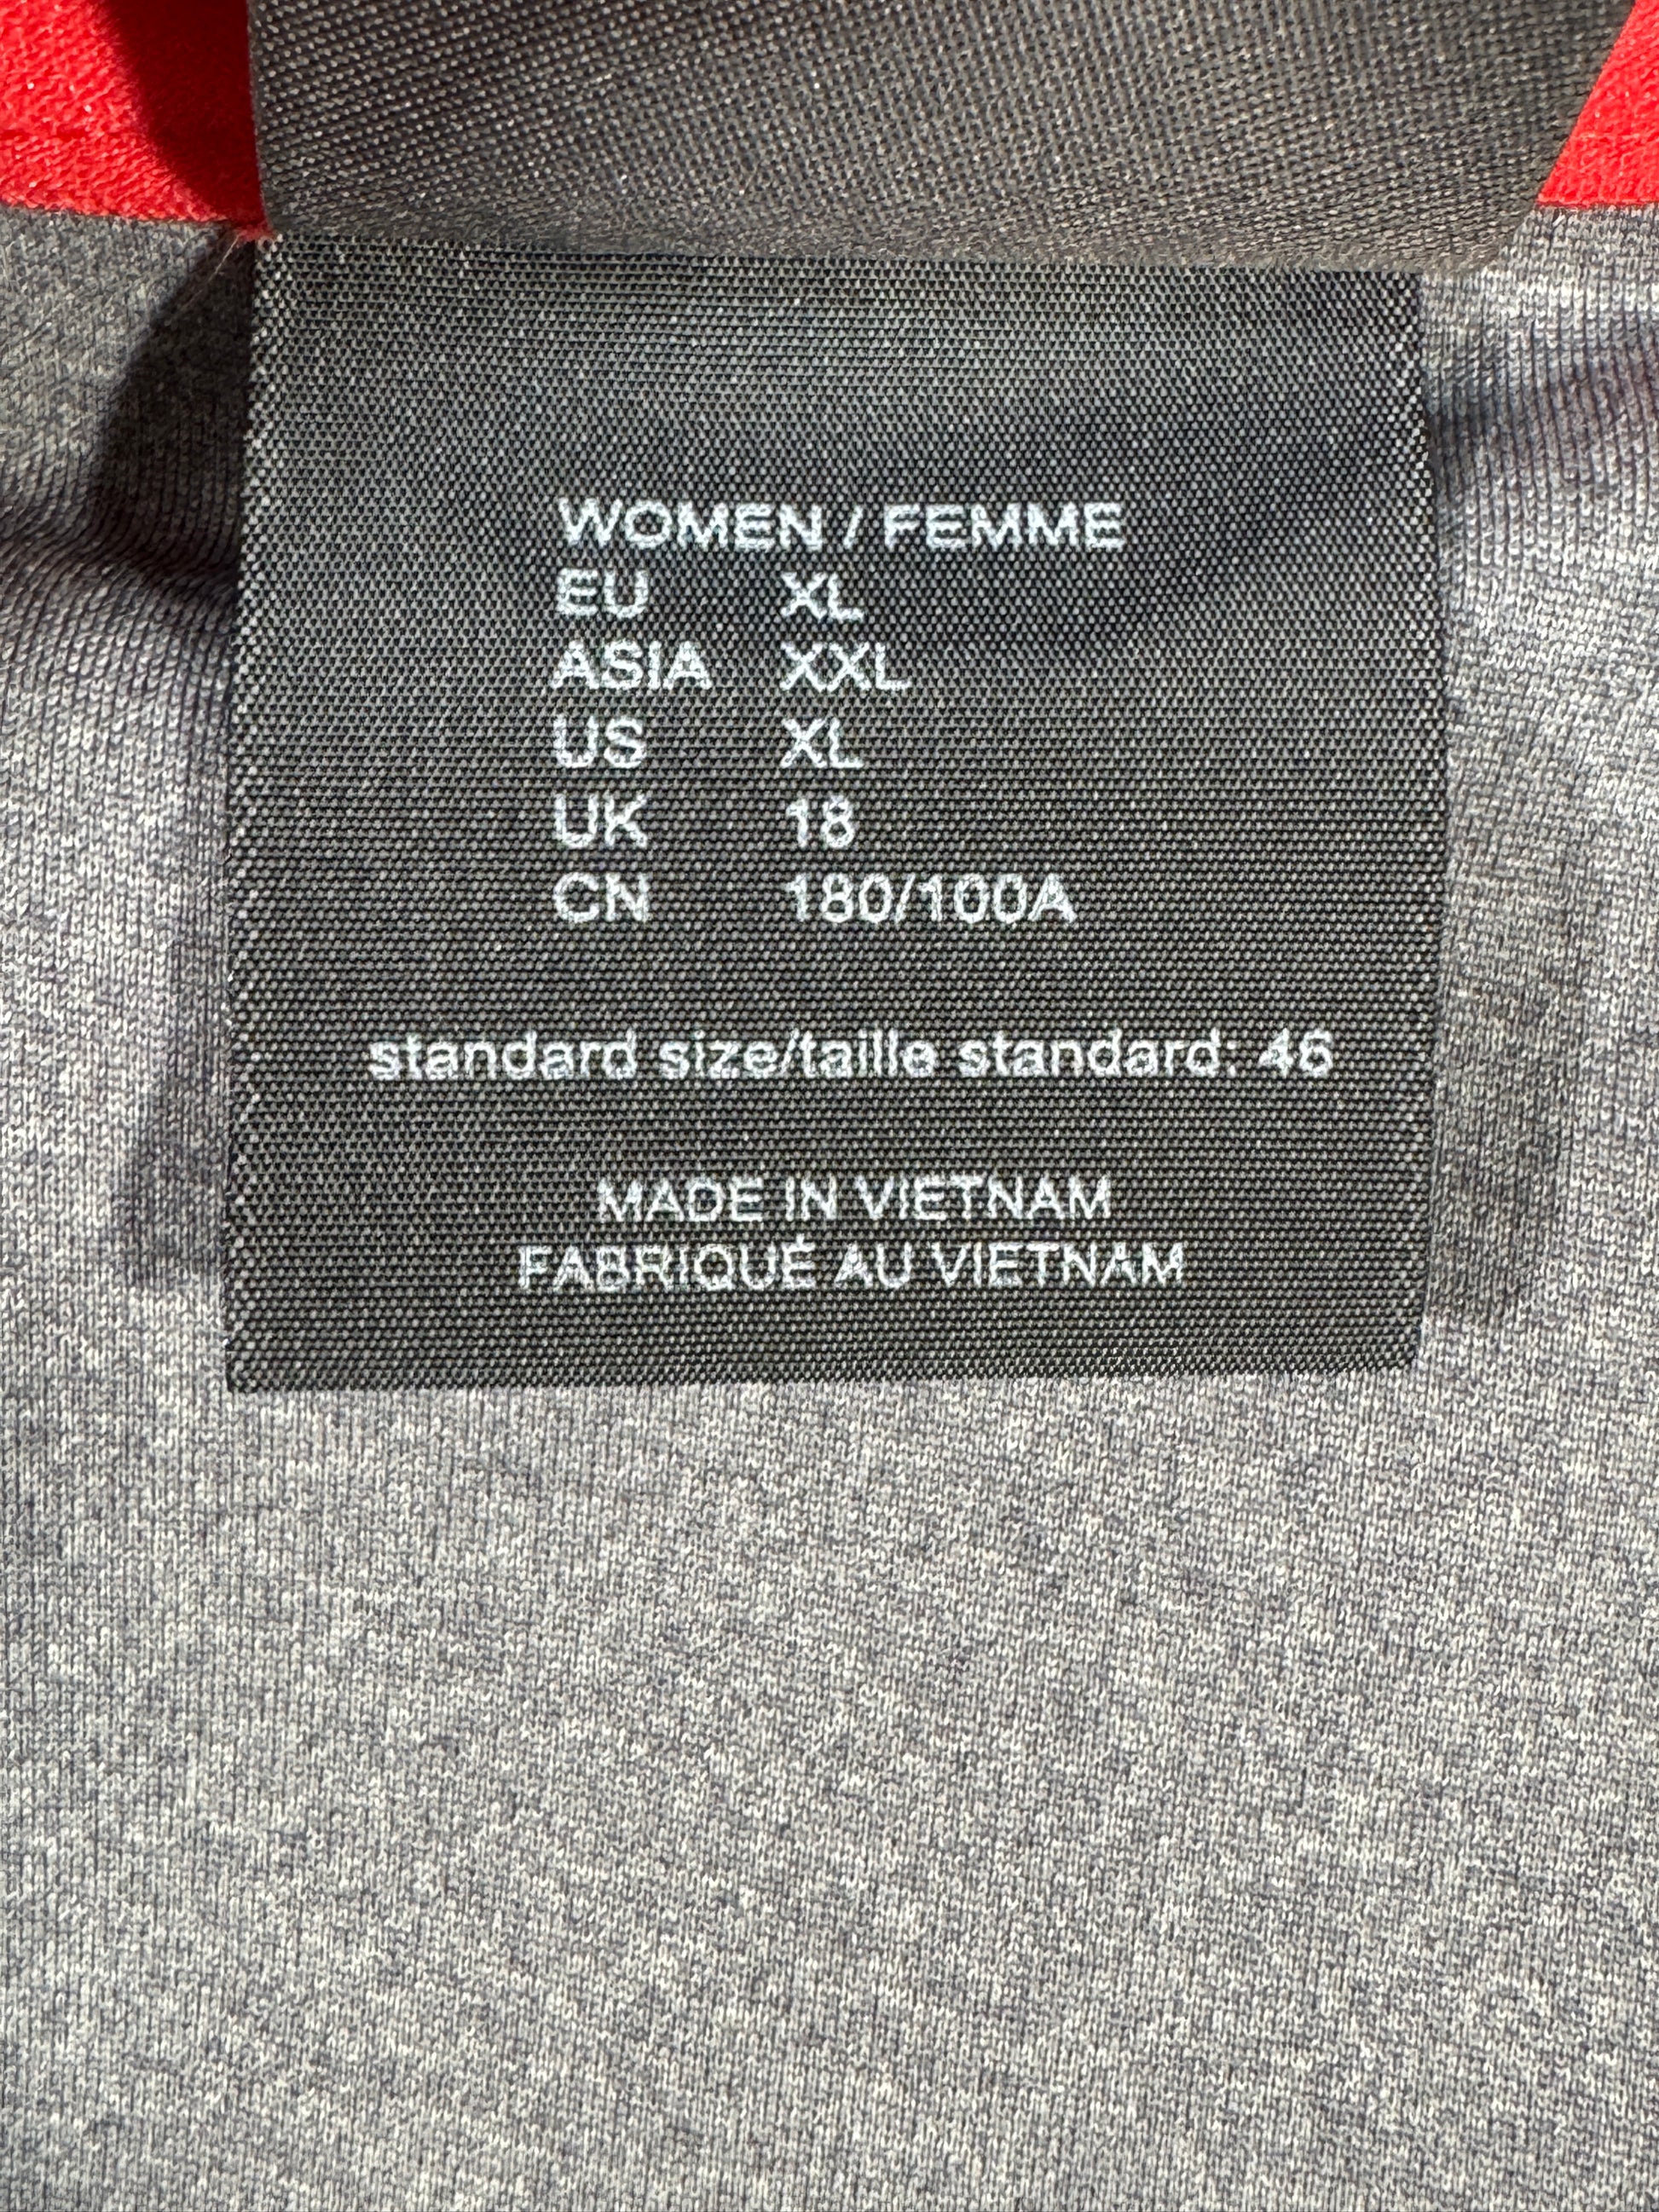 WOMEN / FEMME
EU XL
ASIA XXL
US XL
UK 18
CN 180/100A
standard size/taille standard: 46
MADE IN VIETNAM
FABRIQUÉ AU VIETNAM